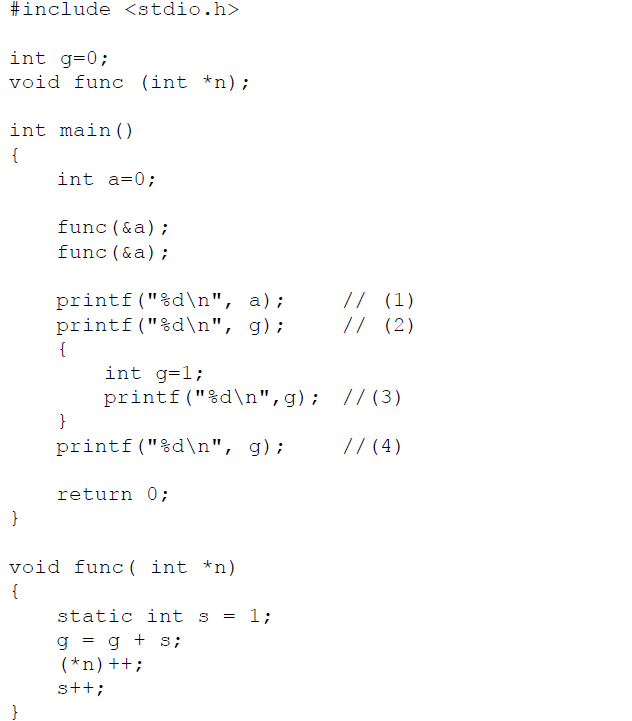 #include <stdio.h>
int g=0;
void func (int *n);
int main()
{
int a=0;
func(&a);
func(&a);
printf("%d\n", a); // (1)
printf("%d\n", g); // (2)
{
int g=1;
printf("%d\n",g); //(3)
}
printf("%d\n", g); //(4)
return 0;
}
void func( int *n)
{
static int s = 1;
g = g + s;
(*n)++;
s++;
}